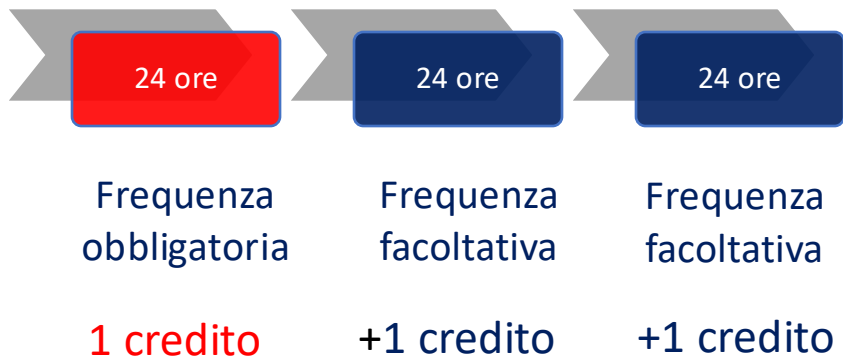 24 ore
24 ore
24 ore
Frequenza
obbligatoria
Frequenza
facoltativa
Frequenza
facoltativa
1 credito
+1 credito
+1 credito